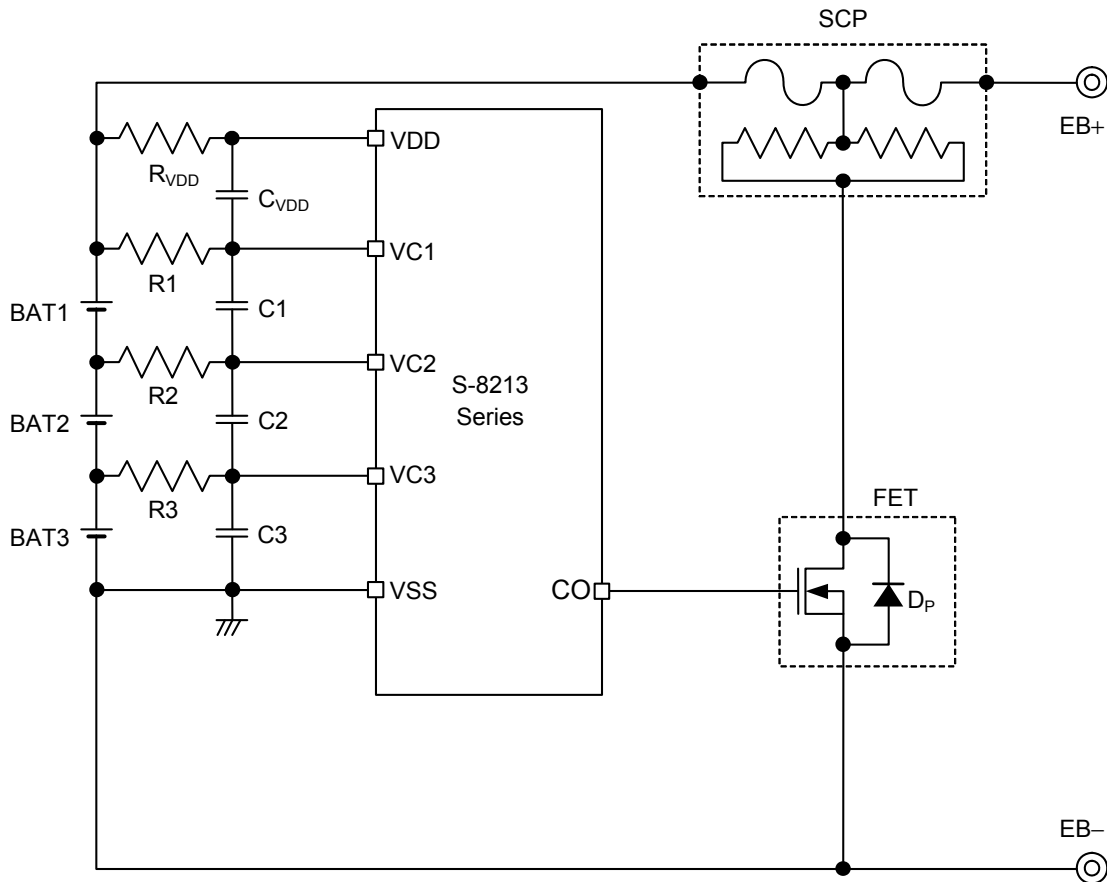 SCP
EB+
VDD
RVDD
CVDD
VC1
R1
BAT1
C1
VC2
R2
S-8213
Series
BAT2
C2
VC3
R3
FET
BAT3
C3
VSS
CO
DP
EB−